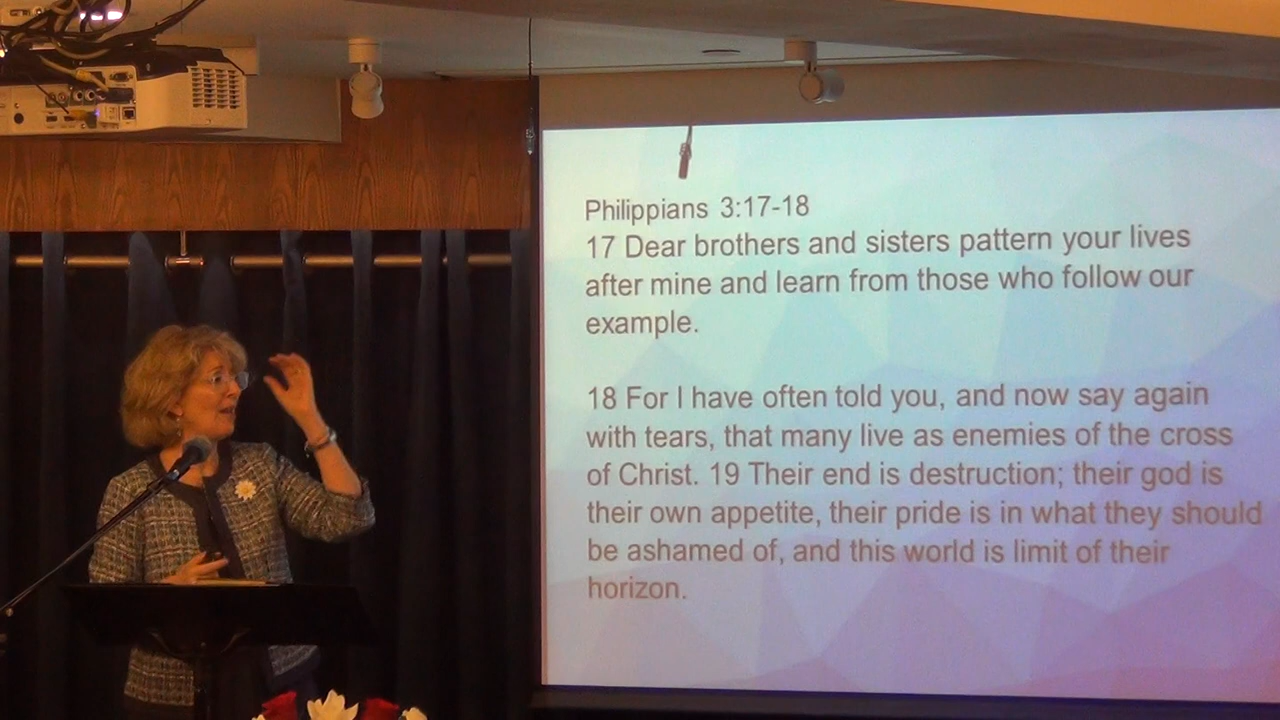 Philippians 3:17-18
17 Dear brothers and sisters pattern your lives
after mine and learn from those who follow our
example.
18 For I have often told you, and now say again
with tears, that many live as enemies of the cross
of Christ. 19 Their end is destruction; their god is
their own appetite, their pride is in what they should
be ashamed of, and this world is limit of their
horizon.